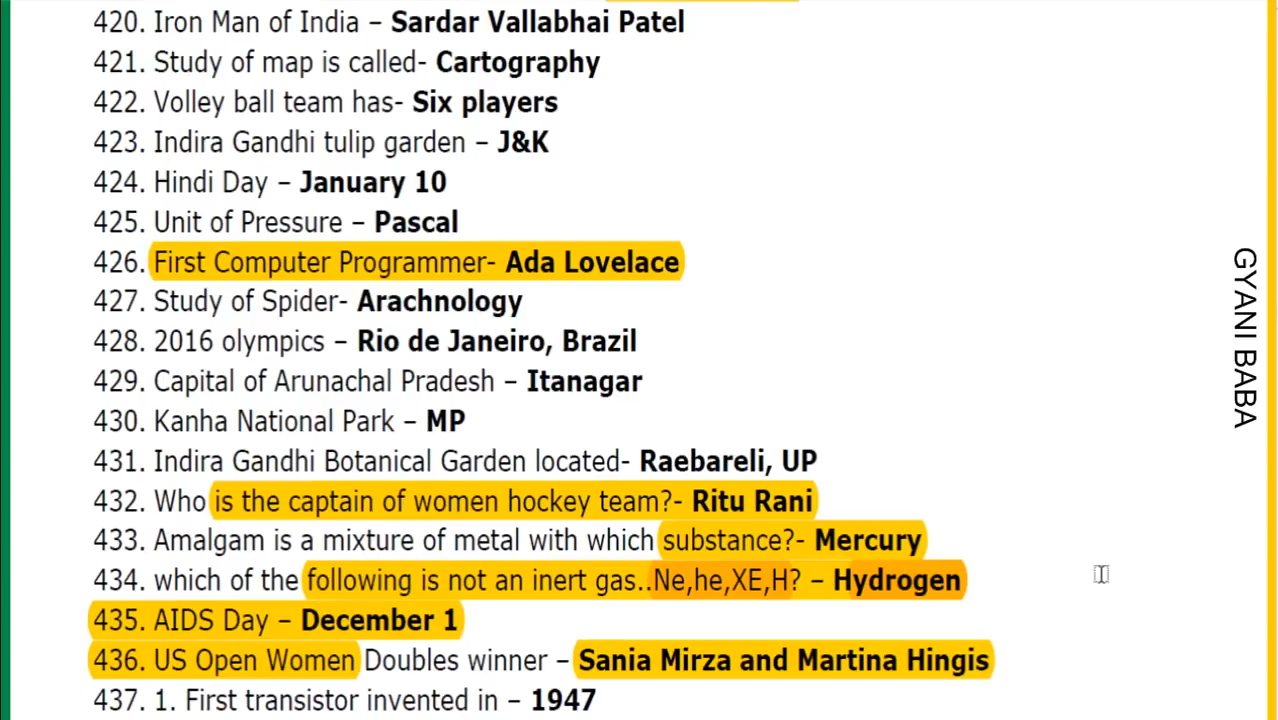 420. Iron Man of India – Sardar Vallabhai Patel
421. Study of map is called- Cartography
422. Volley ball team has- Six players
423. Indira Gandhi tulip garden – J&K
424. Hindi Day – January 10
425. Unit of Pressure – Pascal
426. First Computer Programmer- Ada Lovelace
427. Study of Spider- Arachnology
428. 2016 olympics – Rio de Janeiro, Brazil
429. Capital of Arunachal Pradesh – Itanagar
430. Kanha National Park – MP
431. Indira Gandhi Botanical Garden located- Raebareli, UP
432. Who is the captain of women hockey team?- Ritu Rani
433. Amalgam is a mixture of metal with which substance?- Mercury
434. which of the following is not an inert gas..Ne,he,XE,H? – Hydrogen
435. AIDS Day – December 1
436. US Open Women Doubles winner – Sania Mirza and Martina Hingis
437. 1. First transistor invented in – 1947
GYANI BABA